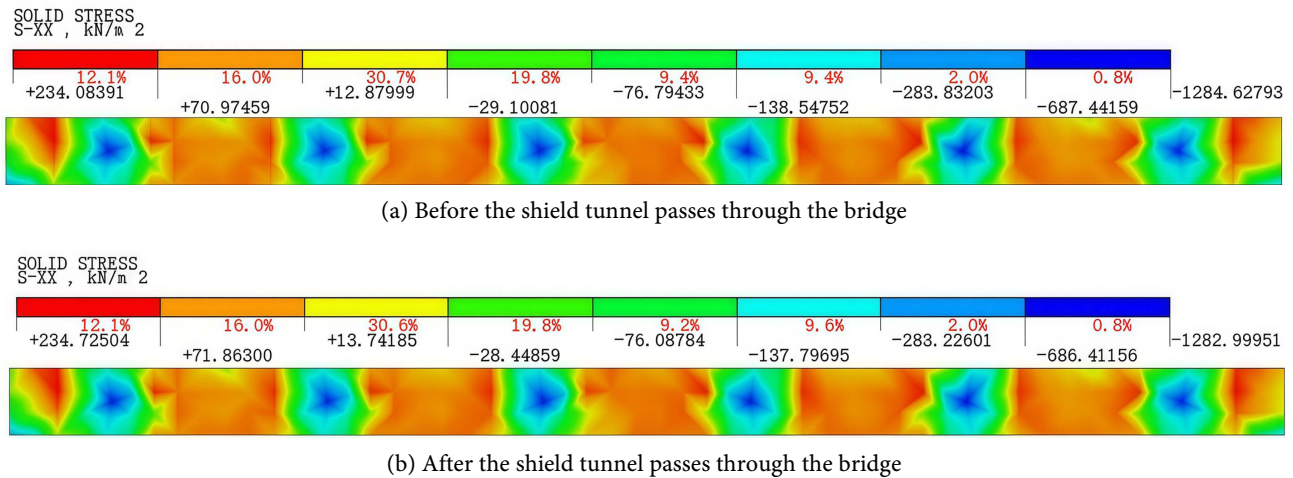 SOLID STRESS
S-XX , kN/m 2
12.1% 16.0% 30.7% 19.8% 9.4% 9.4% 2.0% 0.8%
+234.08391 +12.87999 -76.79433 -283.83203 -1284.62793
+70.97459 -29.10081 -138.54752 -687.44159
(a) Before the shield tunnel passes through the bridge
SOLID STRESS
S-XX , kN/m 2
12.1% 16.0% 30.6% 19.8% 9.2% 9.6% 2.0% 0.8%
+234.72504 +13.74185 -76.08784 -283.22601 -1282.99951
+71.86300 -28.44859 -137.79695 -686.41156
(b) After the shield tunnel passes through the bridge